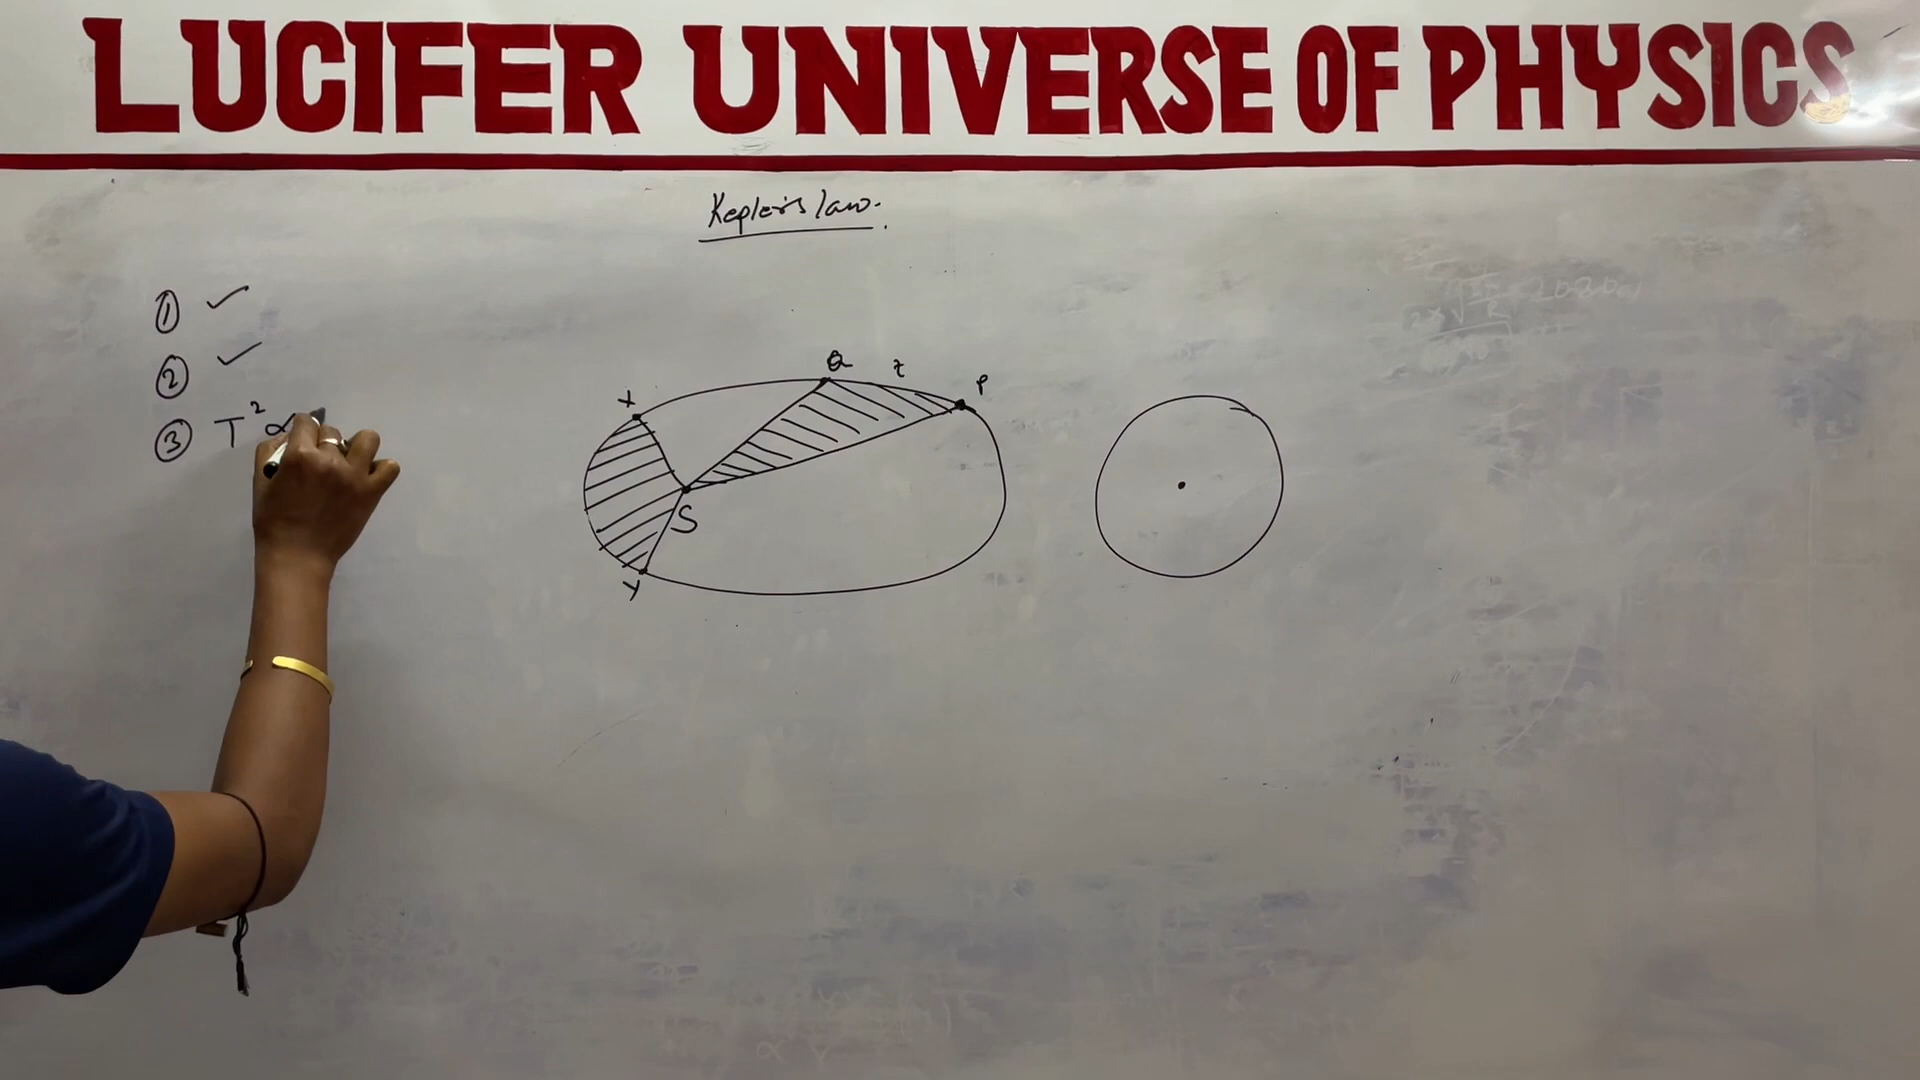 LUCIFER UNIVERSE OF PHYSICS
Kepler's law.
① ✓
② ✓
③ T² ∝
X
Q
t
P
S
Y